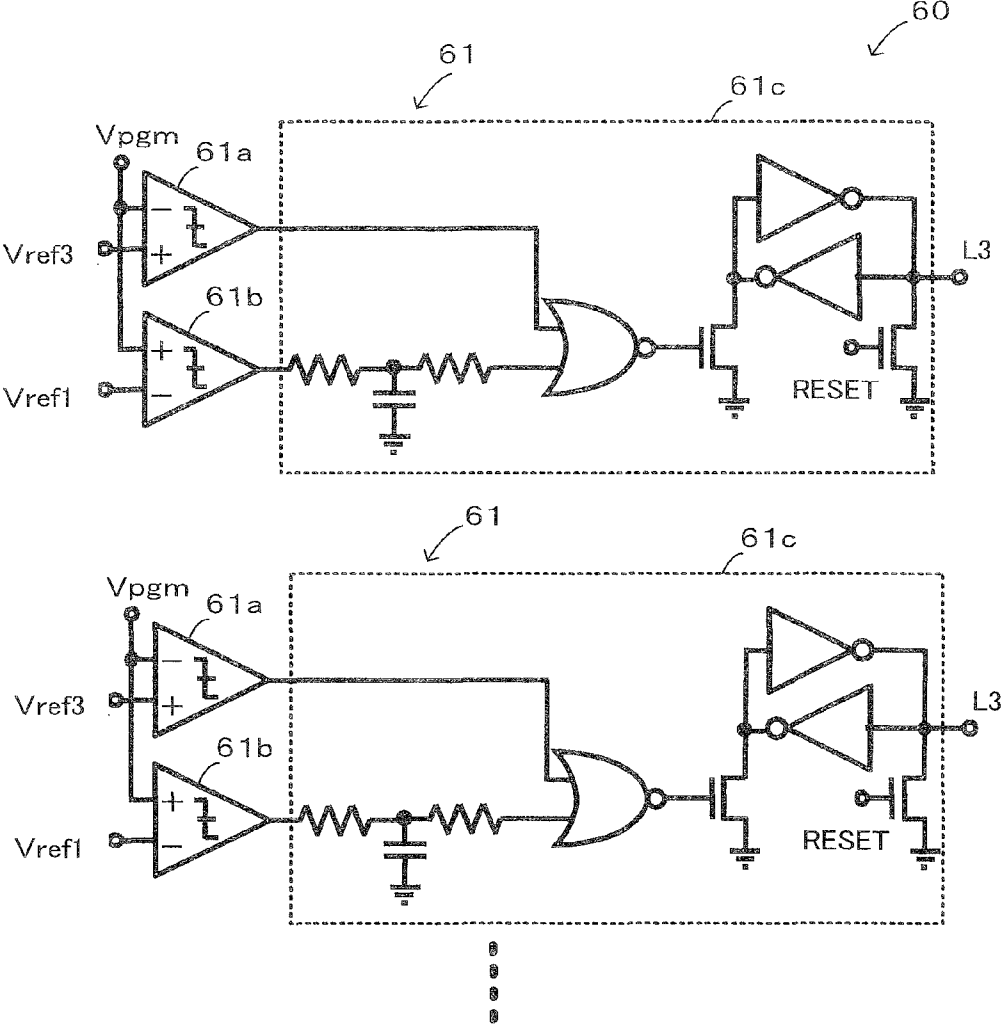 60
61
61c
Vpgm
61a
−
Vref3
+
L3
61b
+
Vref1
−
RESET
61
61c
Vpgm
61a
−
Vref3
+
L3
61b
+
Vref1
−
RESET